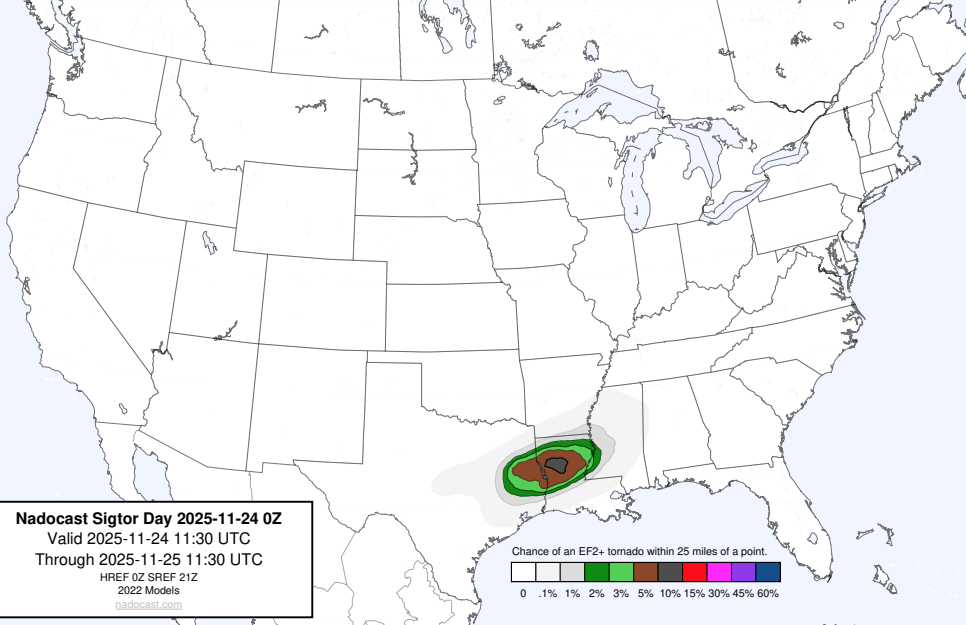 Nadocast Sigtor Day 2025-11-24 0Z
Valid 2025-11-24 11:30 UTC
Through 2025-11-25 11:30 UTC
HREF 0Z SREF 21Z
2022 Models
nadocast.com
Chance of an EF2+ tornado within 25 miles of a point.
0 .1% 1% 2% 3% 5% 10% 15% 30% 45% 60%